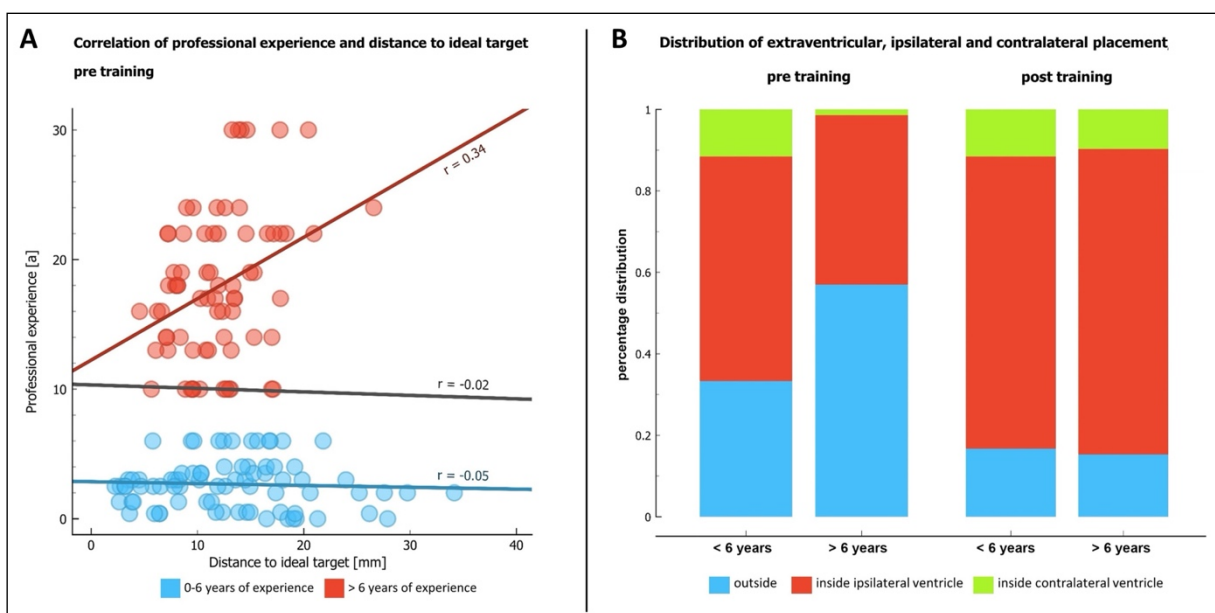 A
Correlation of professional experience and distance to ideal target
pre training
30
20
10
0
Professional experience [a]
r = 0.34
r = -0.02
r = -0.05
0 10 20 30 40
Distance to ideal target [mm]
0-6 years of experience > 6 years of experience
B
Distribution of extraventricular, ipsilateral and contralateral placement
pre training post training
1
0.8
0.6
0.4
0.2
0
percentage distribution
< 6 years > 6 years < 6 years > 6 years
outside inside ipsilateral ventricle inside contralateral ventricle